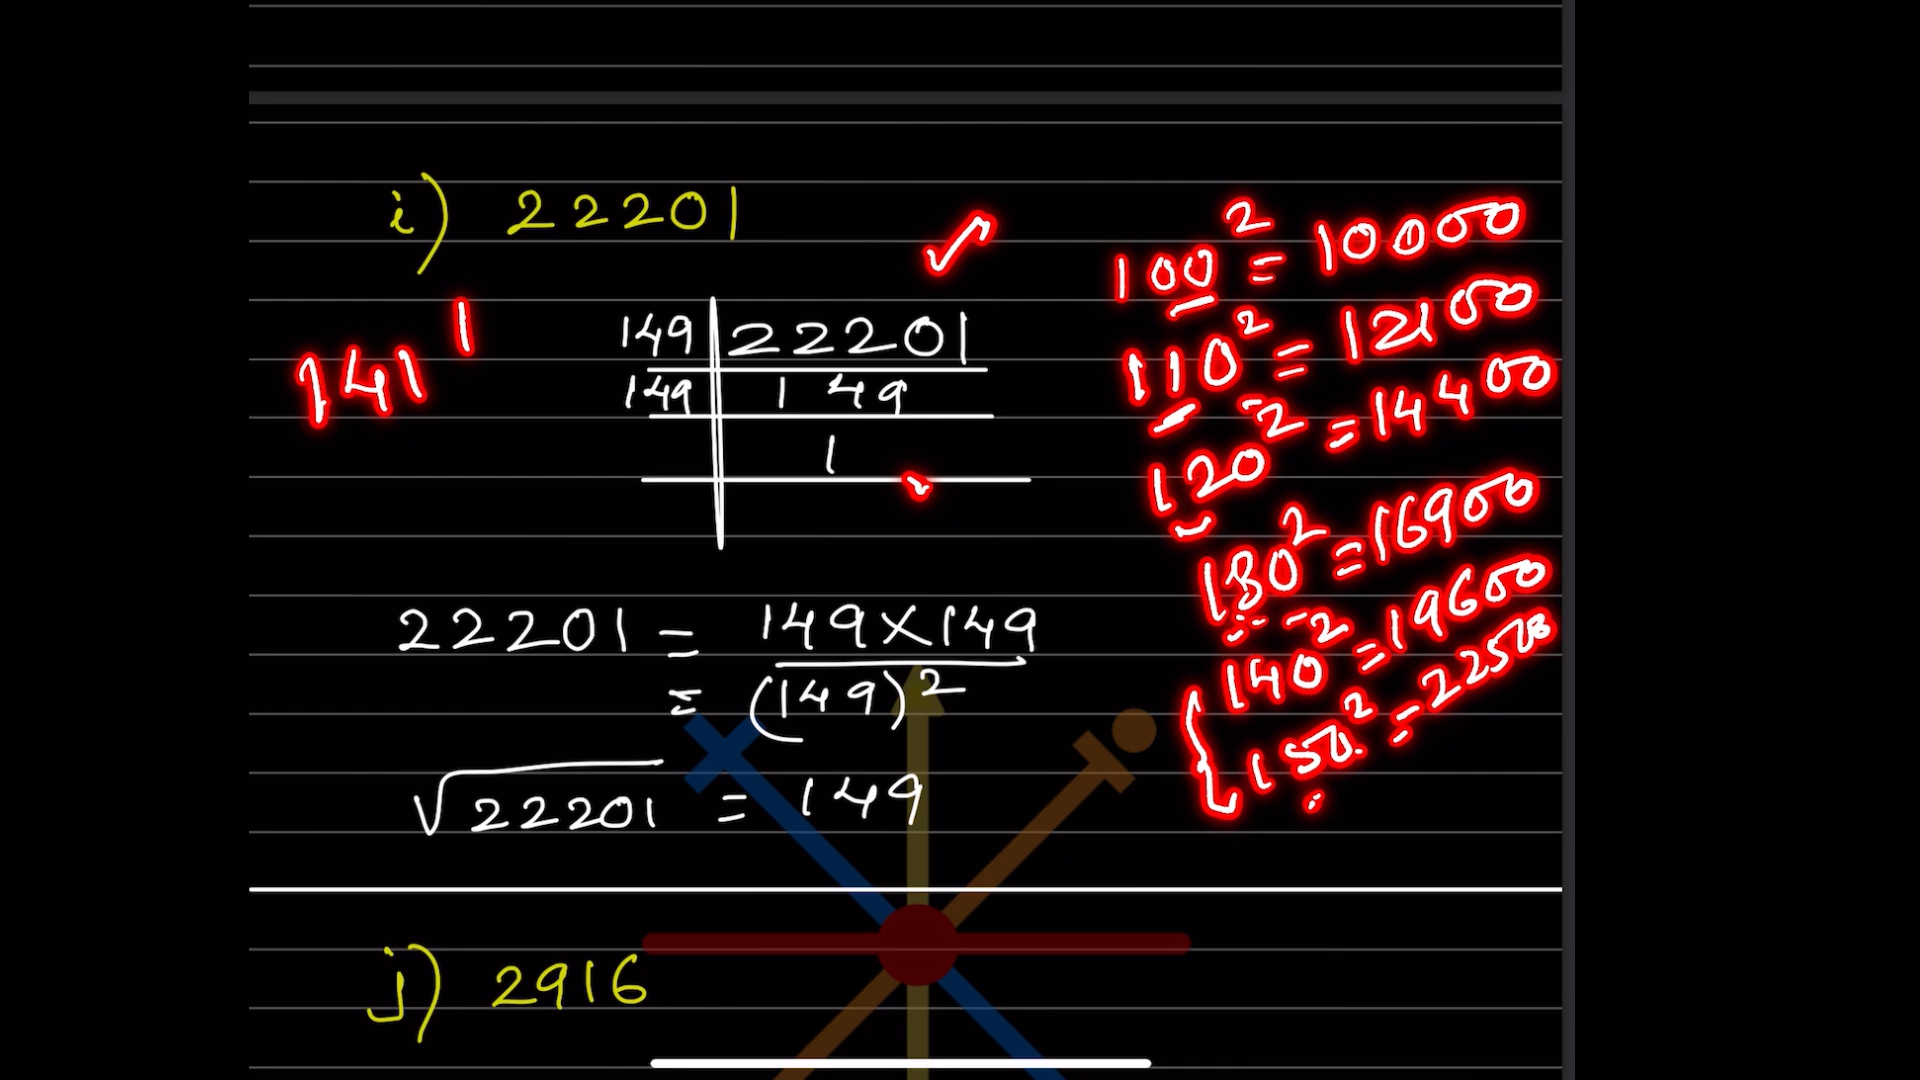 i) 22201
149 | 22201
149 | 149
1
22201 = 149 × 149
= (149)²
√22201 = 149
j) 2916
141
1
100² = 10000
110² = 12100
120² = 14400
130² = 16900
140² = 19600
150² = 22500